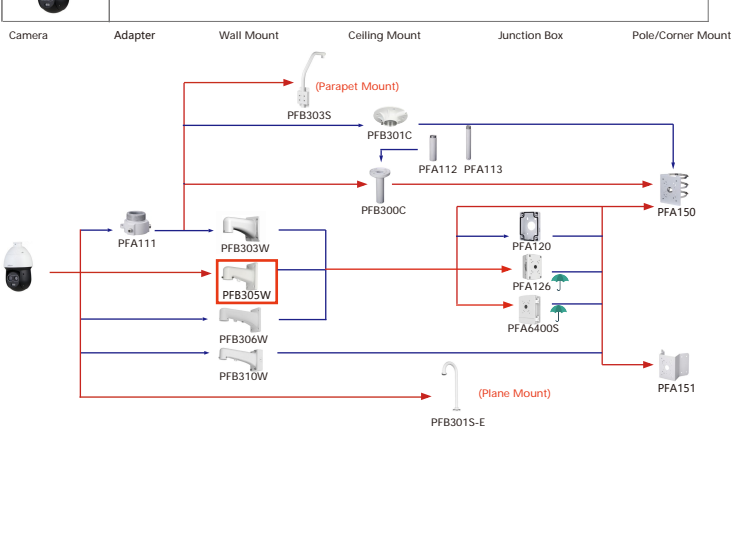 Camera Adapter Wall Mount Ceiling Mount Junction Box Pole/Corner Mount
(Parapet Mount)
PFB303S
PFB301C
PFA112 PFA113
PFB300C
PFA150
PFA111
PFB303W
PFA120
PFB305W
PFA126
PFA6400S
PFB306W
PFB310W
PFA151
(Plane Mount)
PFB301S-E